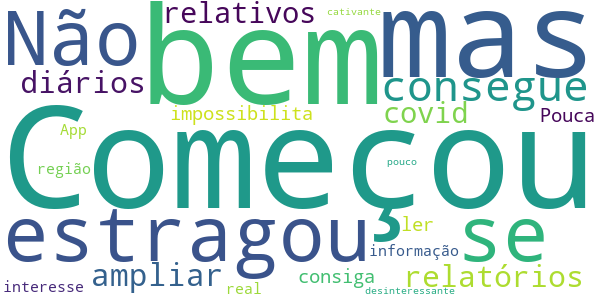 relativos cativante
Não bem mas
diários consegue
impossibilita covid Pouca
App
Começou
região pouco
estragou se
ler
informação
ampliar consiga relatórios
interesse real desinteressante